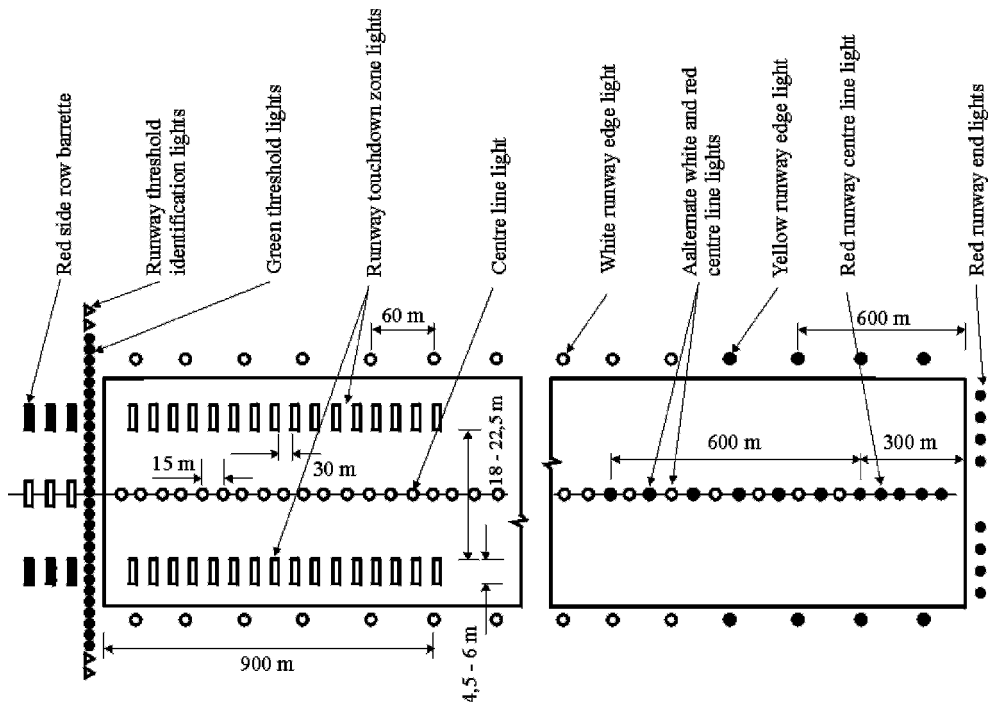 Red side row barrette
Runway threshold
identification lights
Green threshold lights
Runway touchdown zone lights
Centre line light
White runway edge light
Aalternate white and red
centre line lights
Yellow runway edge light
Red runway centre line light
Red runway end lights
60 m
600 m
15 m
30 m
18 - 22,5 m
600 m
300 m
900 m
4,5 - 6 m